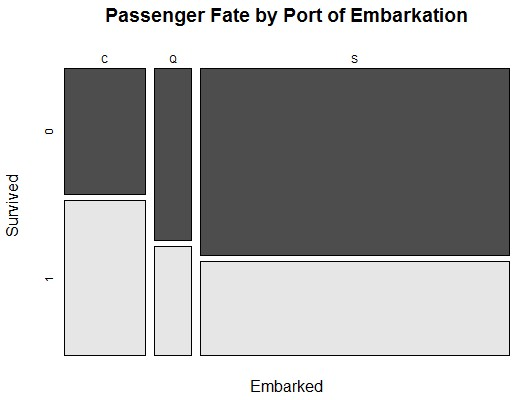 Passenger Fate by Port of Embarkation
C Q S
0
Survived
1
Embarked